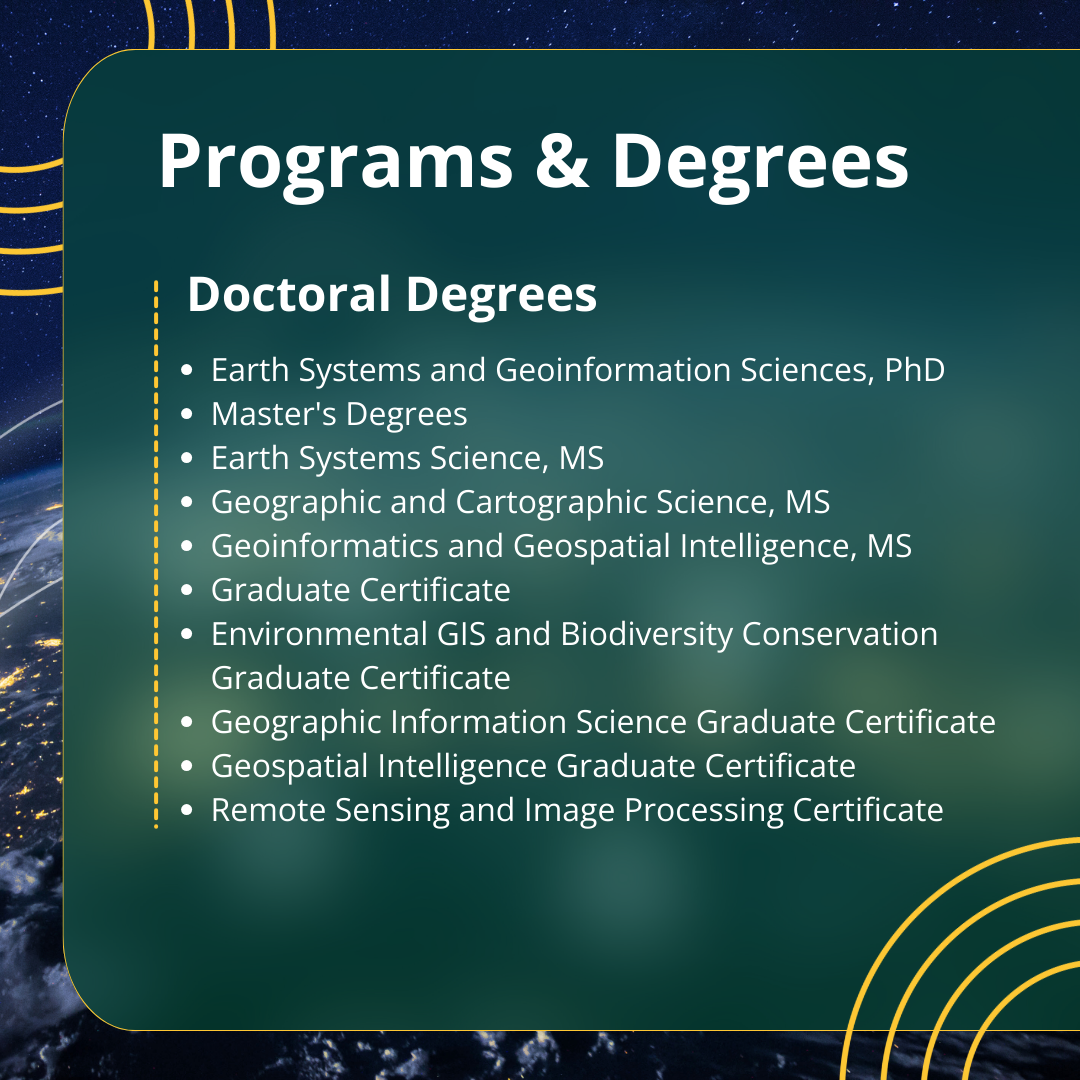 Programs & Degrees
Doctoral Degrees
• Earth Systems and Geoinformation Sciences, PhD
• Master's Degrees
• Earth Systems Science, MS
• Geographic and Cartographic Science, MS
• Geoinformatics and Geospatial Intelligence, MS
• Graduate Certificate
• Environmental GIS and Biodiversity Conservation
Graduate Certificate
• Geographic Information Science Graduate Certificate
• Geospatial Intelligence Graduate Certificate
• Remote Sensing and Image Processing Certificate